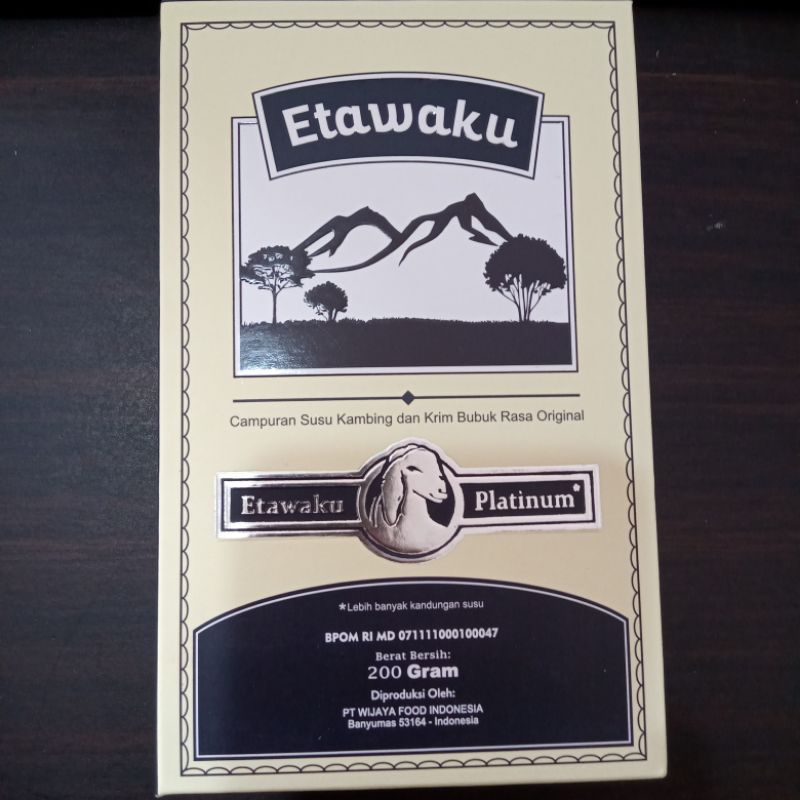 Etawaku
Campuran Susu Kambing dan Krim Bubuk Rasa Original
Etawaku Platinum*
*Lebih banyak kandungan susu
BPOM RI MD 071111000100047
Berat Bersih:
200 Gram
Diproduksi Oleh:
PT WIJAYA FOOD INDONESIA
Banyumas 53164 - Indonesia